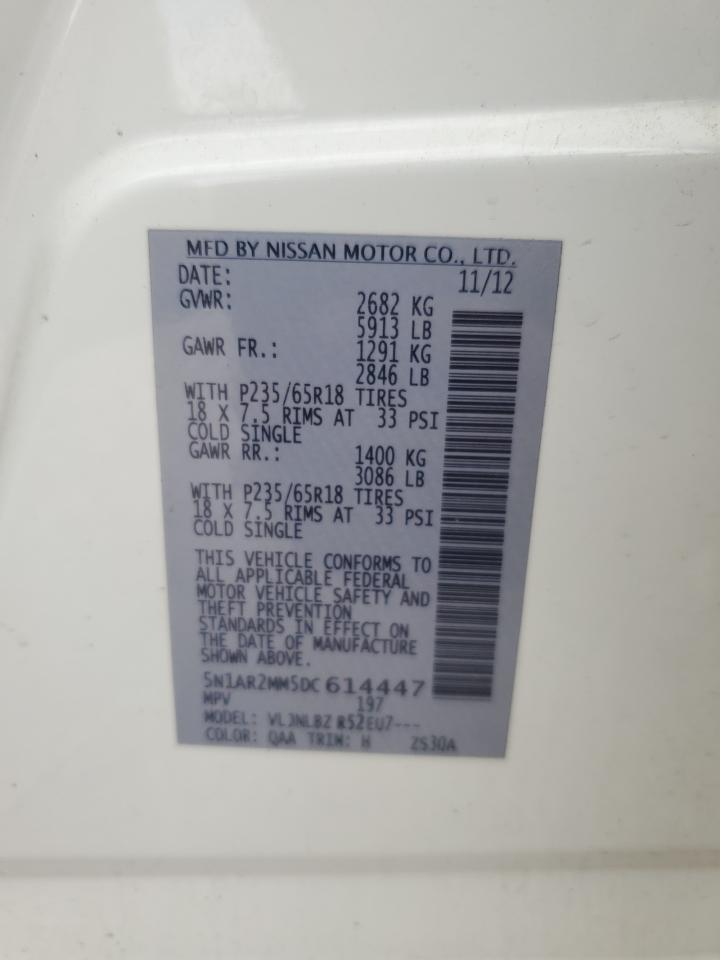 MFD BY NISSAN MOTOR CO., LTD.
DATE: 11/12
GVWR: 2682 KG
5913 LB
GAWR FR.: 1291 KG
2846 LB
WITH P235/65R18 TIRES
18 X 7.5 RIMS AT 33 PSI
COLD SINGLE
GAWR RR.: 1400 KG
3086 LB
WITH P235/65R18 TIRES
18 X 7.5 RIMS AT 33 PSI
COLD SINGLE
THIS VEHICLE CONFORMS TO
ALL APPLICABLE FEDERAL
MOTOR VEHICLE SAFETY AND
THEFT PREVENTION
STANDARDS IN EFFECT ON
THE DATE OF MANUFACTURE
SHOWN ABOVE.
5N1AR2MM5DC614447
MPV 197
MODEL:
COLOR: QAA TRIM: H ZS30A